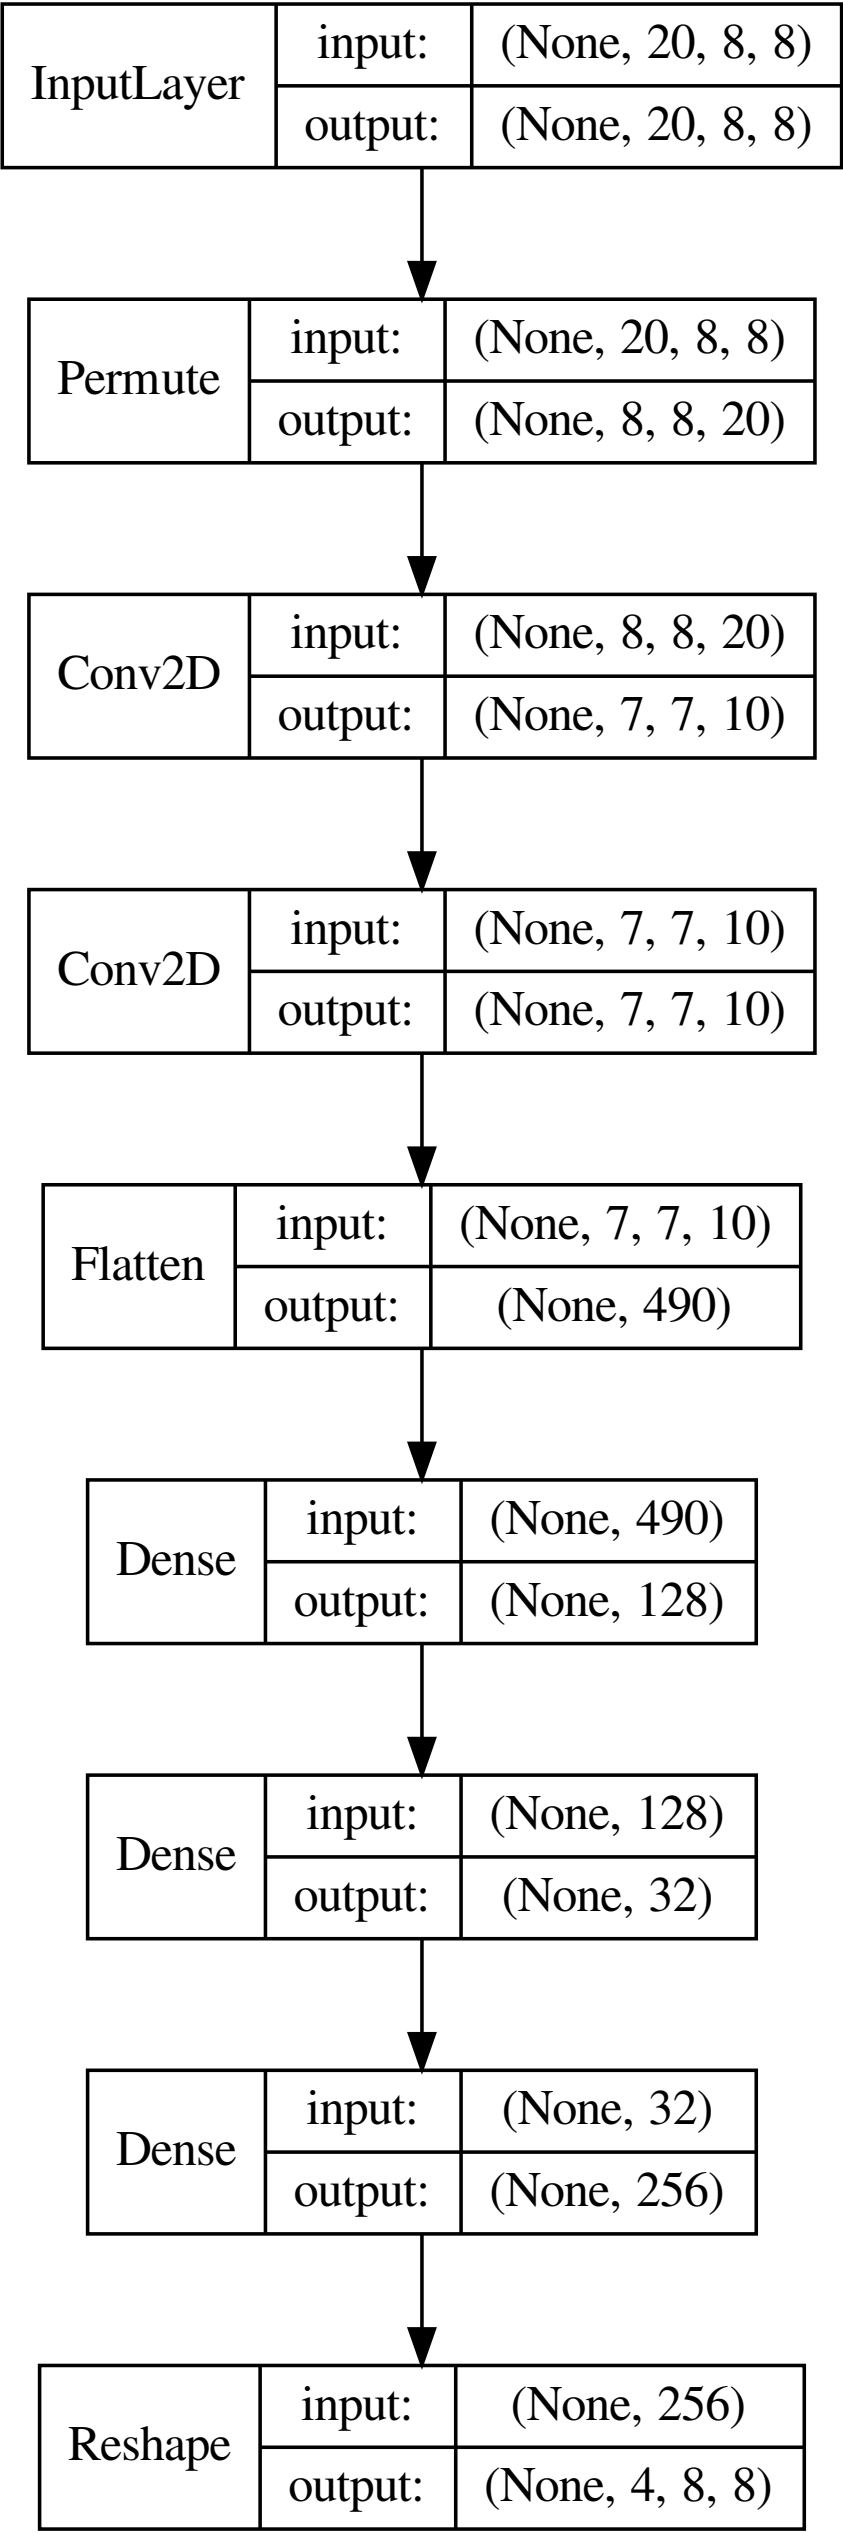 InputLayer
input:
(None, 20, 8, 8)
output:
(None, 20, 8, 8)
Permute
input:
(None, 20, 8, 8)
output:
(None, 8, 8, 20)
Conv2D
input:
(None, 8, 8, 20)
output:
(None, 7, 7, 10)
Conv2D
input:
(None, 7, 7, 10)
output:
(None, 7, 7, 10)
Flatten
input:
(None, 7, 7, 10)
output:
(None, 490)
Dense
input:
(None, 490)
output:
(None, 128)
Dense
input:
(None, 128)
output:
(None, 32)
Dense
input:
(None, 32)
output:
(None, 256)
Reshape
input:
(None, 256)
output:
(None, 4, 8, 8)